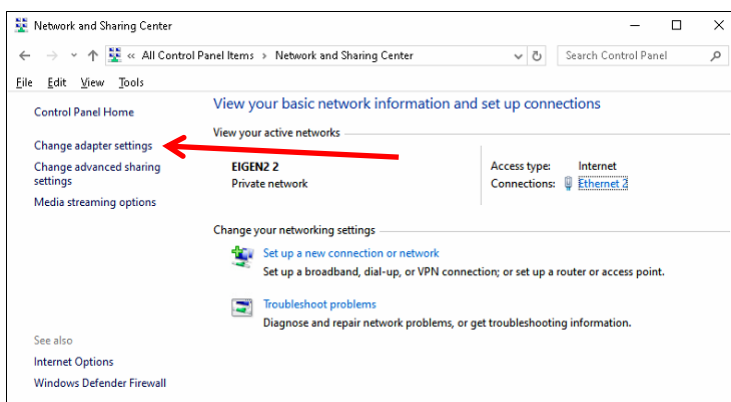 Network and Sharing Center
« All Control Panel Items › Network and Sharing Center
Search Control Panel
File Edit View Tools
Control Panel Home
Change adapter settings
Change advanced sharing
settings
Media streaming options
See also
Internet Options
Windows Defender Firewall
View your basic network information and set up connections
View your active networks
EIGEN2 2
Private network
Access type: Internet
Connections: Ethernet 2
Change your networking settings
Set up a new connection or network
Set up a broadband, dial-up, or VPN connection; or set up a router or access point.
Troubleshoot problems
Diagnose and repair network problems, or get troubleshooting information.